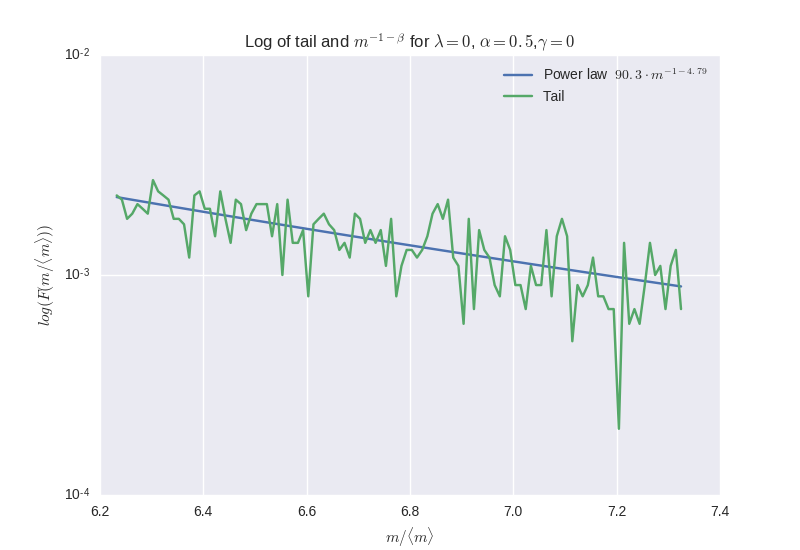 Log of tail and m^{-1-β} for λ=0, α=0.5,γ=0
10^{-2}
Power law 90.3·m^{-1-4.79}
Tail
log(F(m/⟨m⟩))
10^{-3}
10^{-4}
6.2 6.4 6.6 6.8 7.0 7.2 7.4
m/⟨m⟩